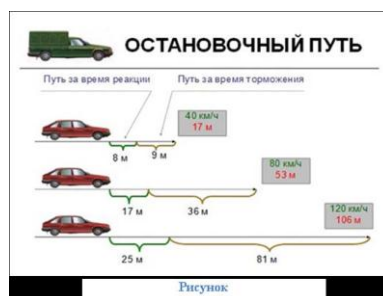 ОСТАНОВОЧНЫЙ ПУТЬ
Путь за время реакции Путь за время торможения
40 км/ч
17 м
8 м 9 м
80 км/ч
53 м
17 м 36 м
120 км/ч
106 м
25 м 81 м
Рисунок